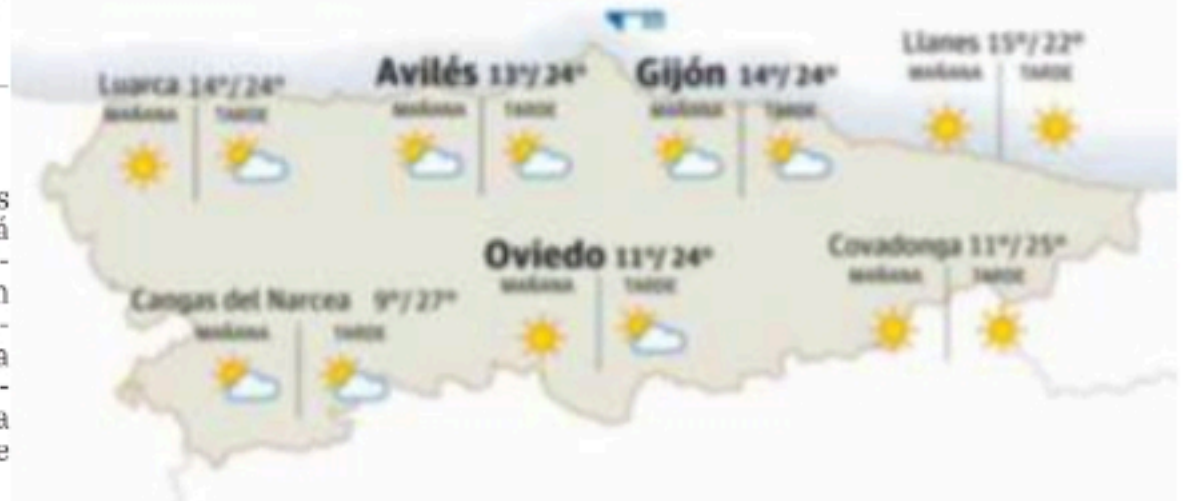 Llanes 15°/22°
MAÑANA TARDE
Avilés 13°/24°
MAÑANA TARDE
Gijón 14°/24°
MAÑANA TARDE
Luarca 14°/24°
MAÑANA TARDE
s
á
-
n
-
a
-
a
e
Oviedo 11°/24°
MAÑANA TARDE
Covadonga 11°/25°
MAÑANA TARDE
Cangas del Narcea 9°/27°
MAÑANA TARDE